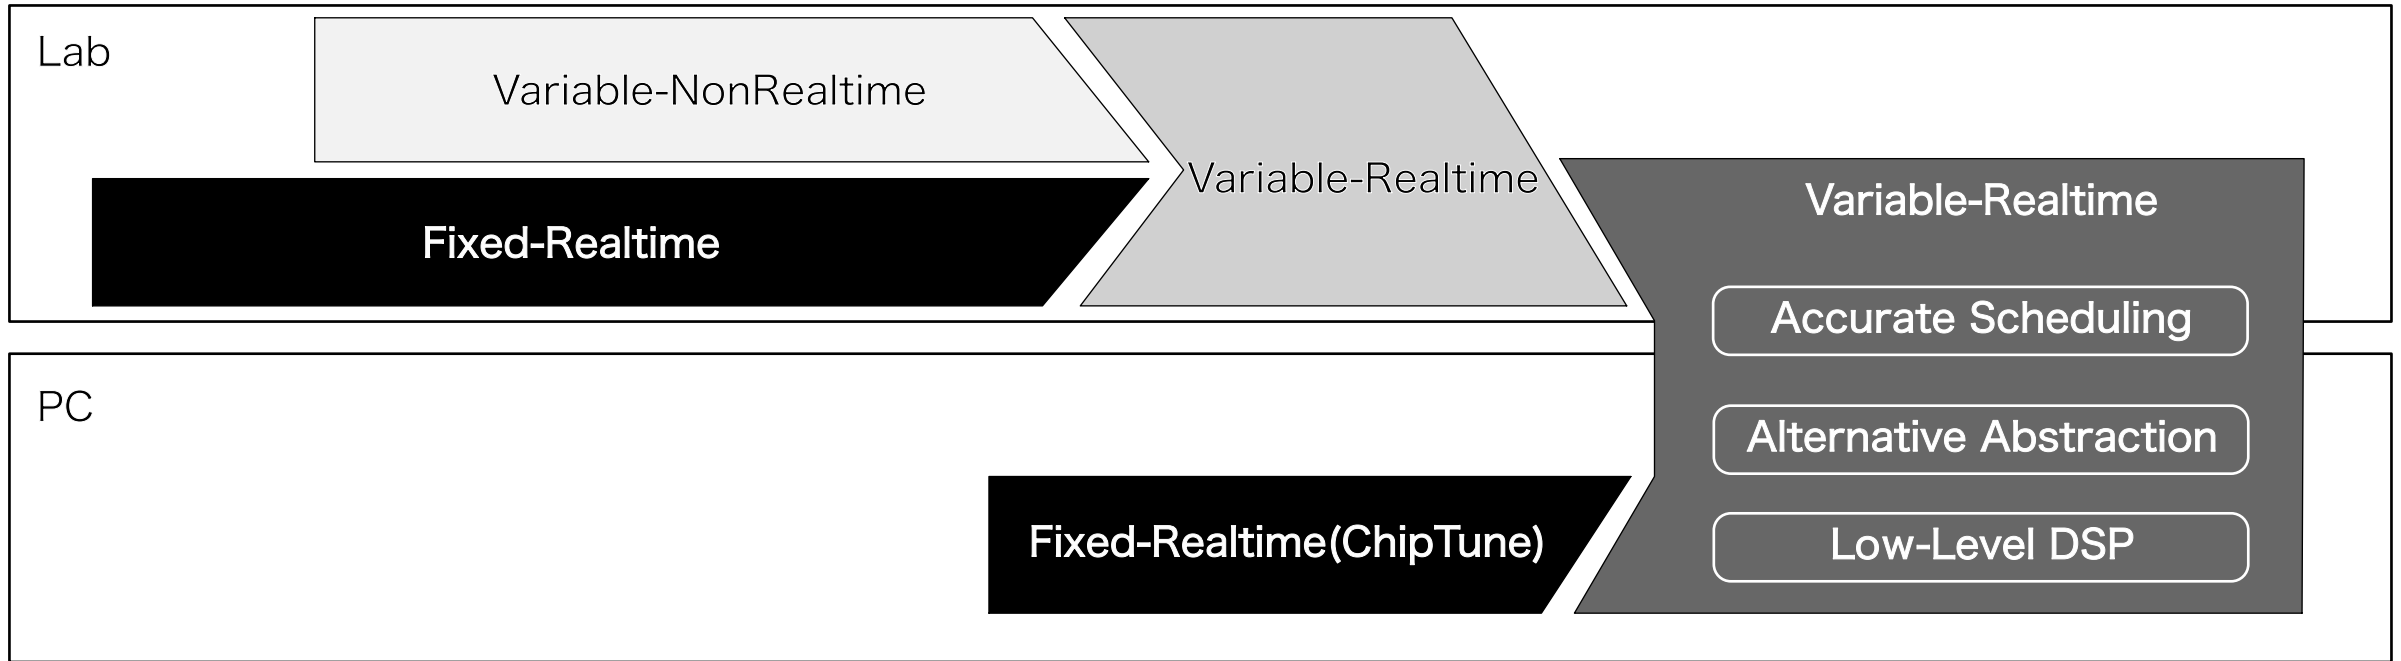 Lab
Variable-NonRealtime
Fixed-Realtime
Variable-Realtime
Variable-Realtime
Accurate Scheduling
PC
Alternative Abstraction
Fixed-Realtime(ChipTune)
Low-Level DSP